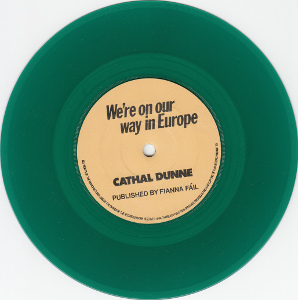 We're on our
way in Europe
CATHAL DUNNE
PUBLISHED BY FIANNA FÁIL